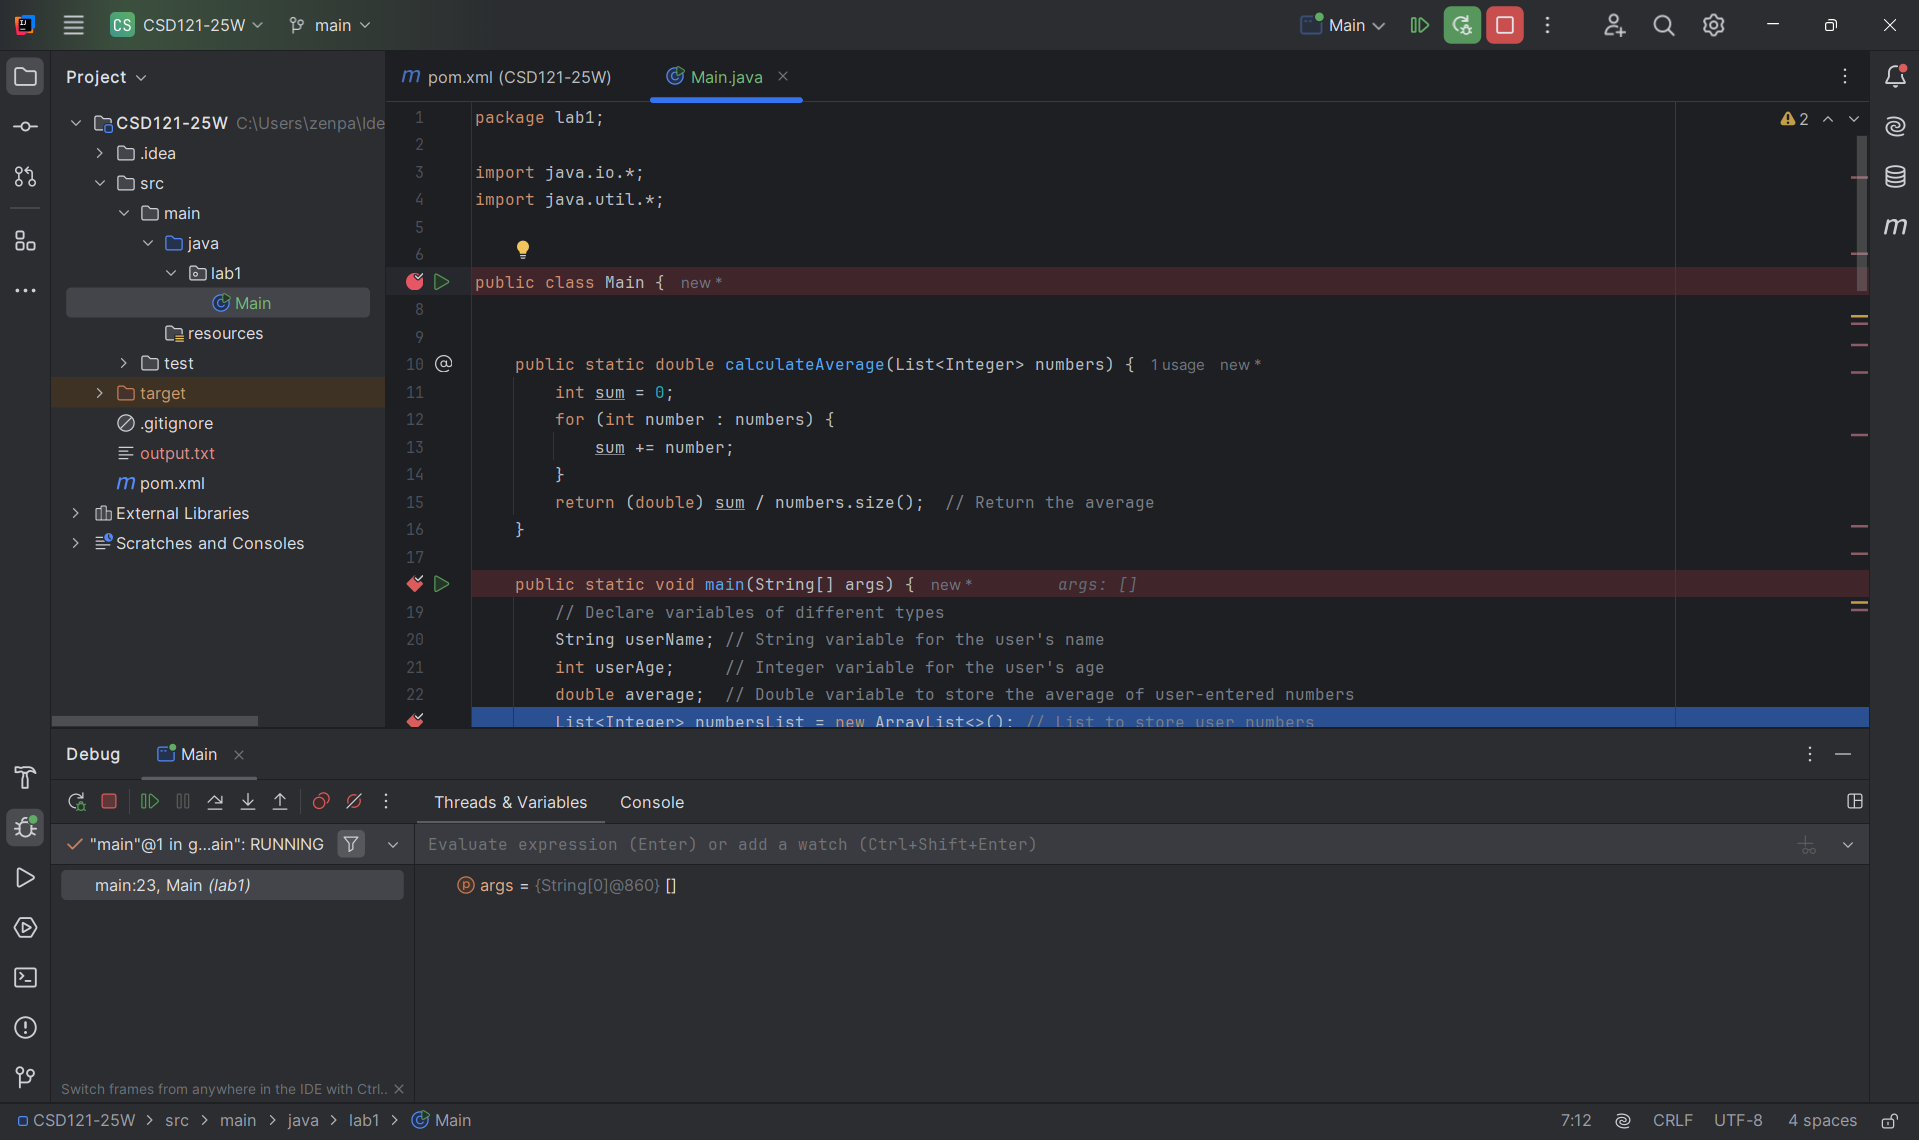 CS CSD121-25W main Main
Project
pom.xml (CSD121-25W) Main.java
CSD121-25W C:\Users\zenpa\Ide
.idea
src
main
java
lab1
Main
resources
test
target
.gitignore
output.txt
pom.xml
External Libraries
Scratches and Consoles
2
1 package lab1;
2
3 import java.io.*;
4 import java.util.*;
5
6
public class Main { new *
8
9
10 @ public static double calculateAverage(List<Integer> numbers) { 1 usage new *
11 int sum = 0;
12 for (int number : numbers) {
13 sum += number;
14 }
15 return (double) sum / numbers.size(); // Return the average
16 }
17
public static void main(String[] args) { new * args: []
19 // Declare variables of different types
20 String userName; // String variable for the user's name
21 int userAge; // Integer variable for the user's age
22 double average; // Double variable to store the average of user-entered numbers
List<Integer> numbersList = new ArrayList<>(); // List to store user numbers
Debug Main
Threads & Variables Console
"main"@1 in g...ain": RUNNING
Evaluate expression (Enter) or add a watch (Ctrl+Shift+Enter)
main:23, Main (lab1)
args = {String[0]@860} []
Switch frames from anywhere in the IDE with Ctrl..
CSD121-25W > src > main > java > lab1 > Main
7:12 CRLF UTF-8 4 spaces